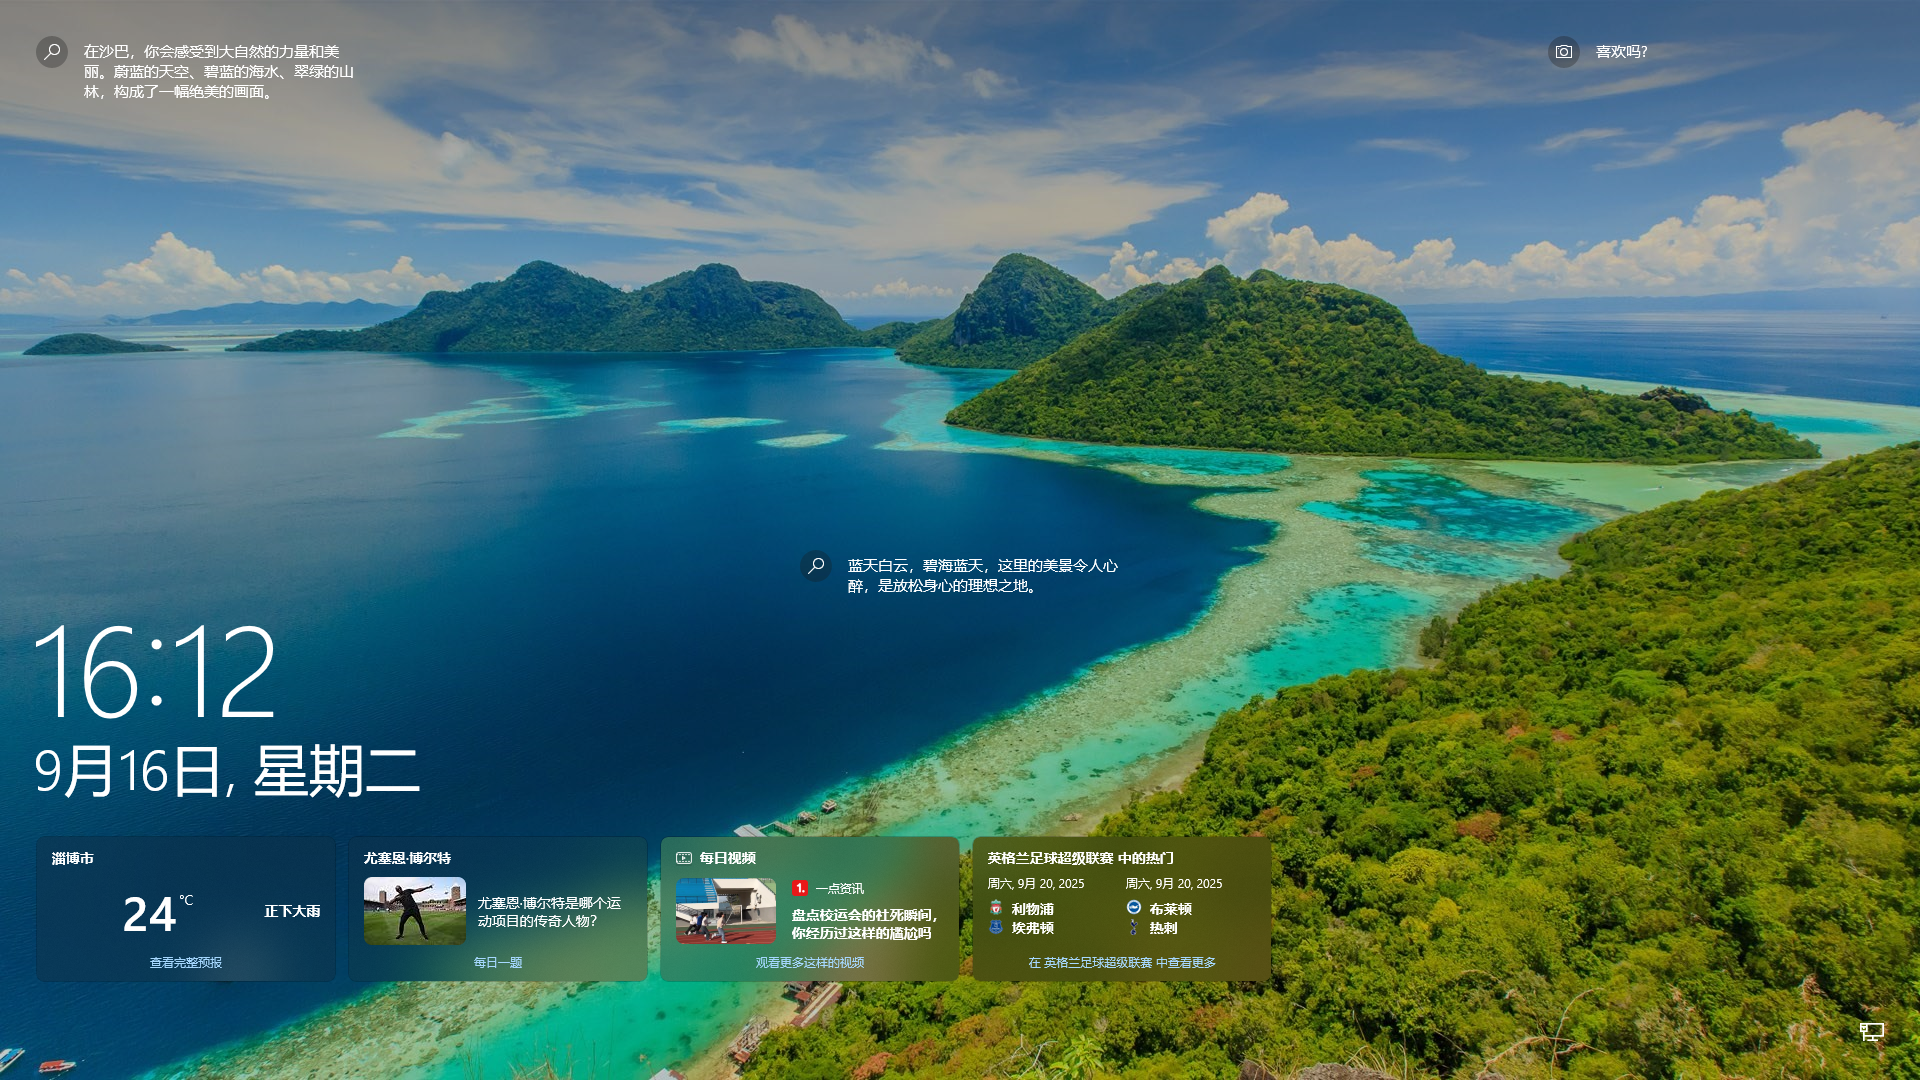 在沙巴，你会感受到大自然的力量和美
丽。蔚蓝的天空、碧蓝的海水、翠绿的山
林，构成了一幅绝美的画面。
喜欢吗?
蓝天白云，碧海蓝天，这里的美景令人心
醉，是放松身心的理想之地。
16:12
9月16日, 星期二
淄博市
24 °C
正下大雨
查看完整预报
尤塞恩·博尔特
尤塞恩·博尔特是哪个运
动项目的传奇人物?
每日一题
每日视频
1. 一点资讯
盘点校运会的社死瞬间，
你经历过这样的尴尬吗
观看更多这样的视频
英格兰足球超级联赛 中的热门
周六, 9月 20, 2025
利物浦
埃弗顿
周六, 9月 20, 2025
布莱顿
热刺
在 英格兰足球超级联赛 中查看更多